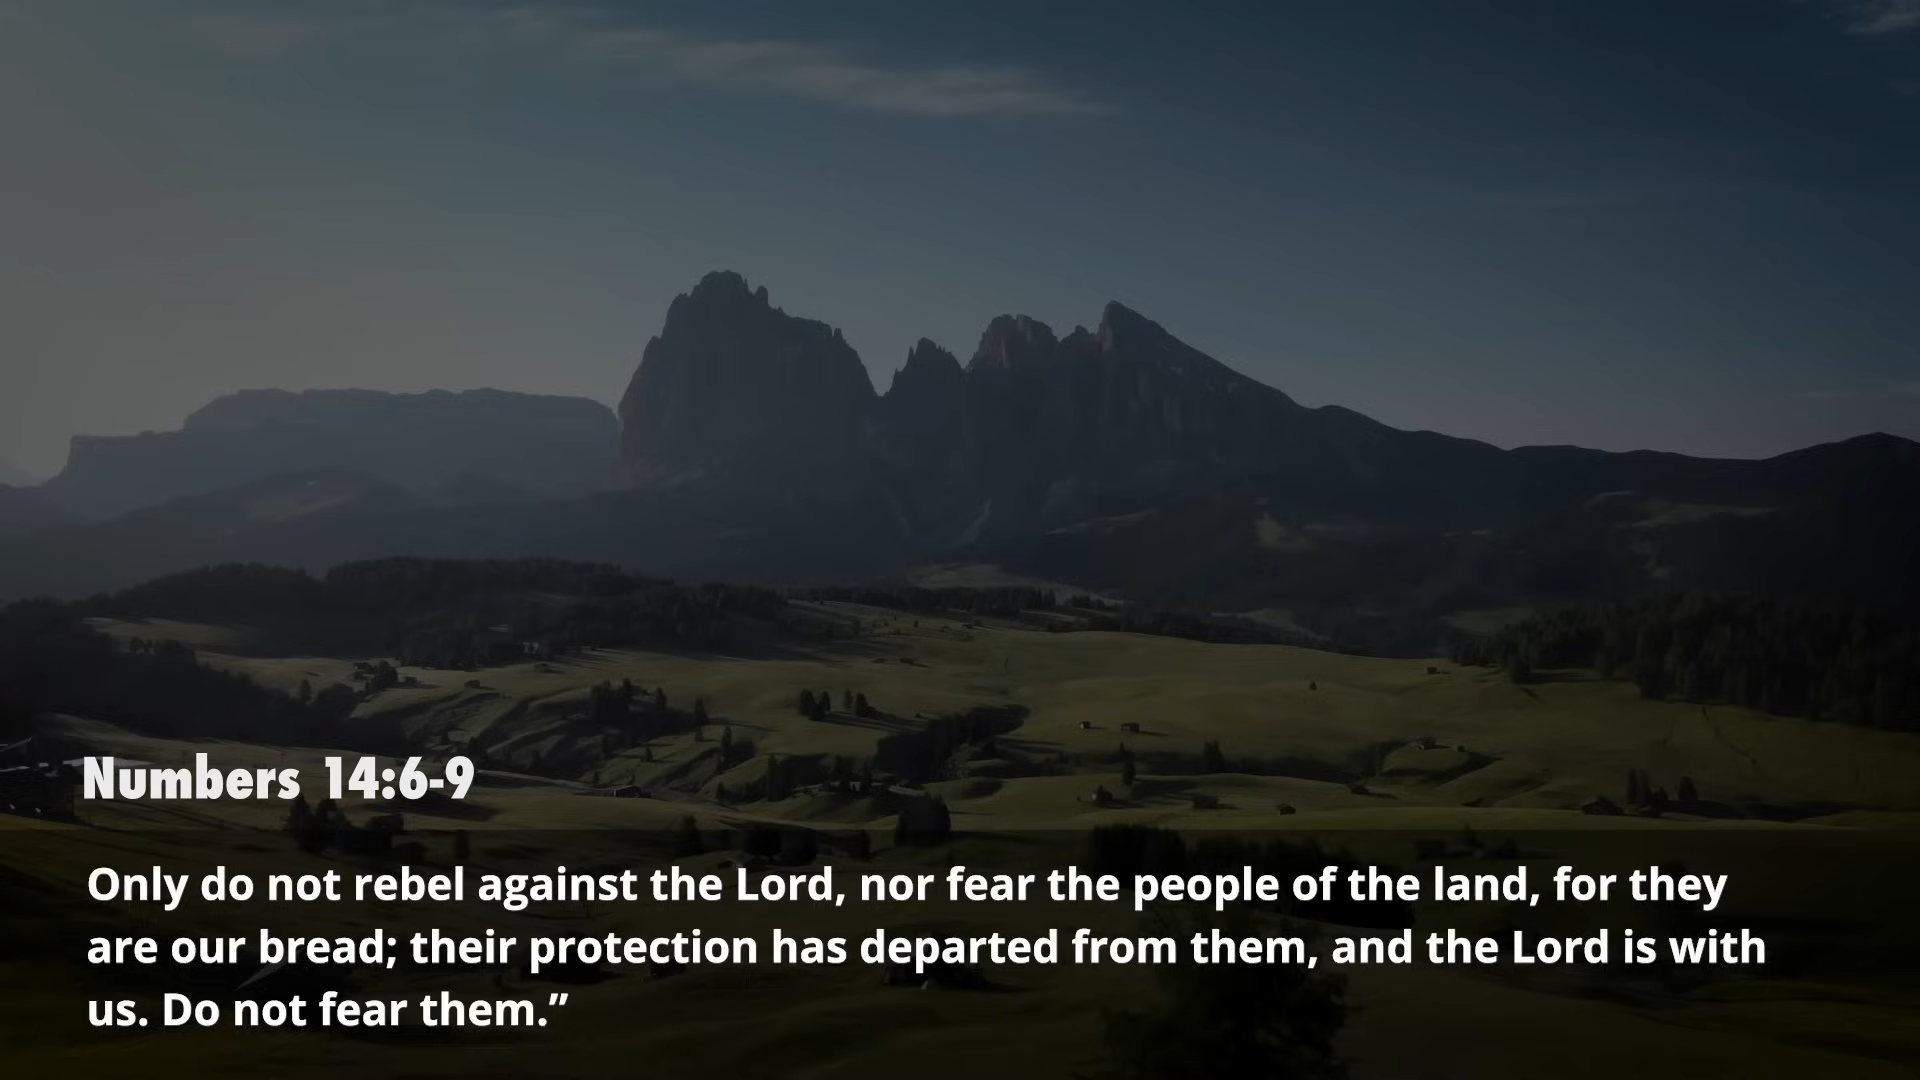 Numbers 14:6-9
Only do not rebel against the Lord, nor fear the people of the land, for they
are our bread; their protection has departed from them, and the Lord is with
us. Do not fear them.”